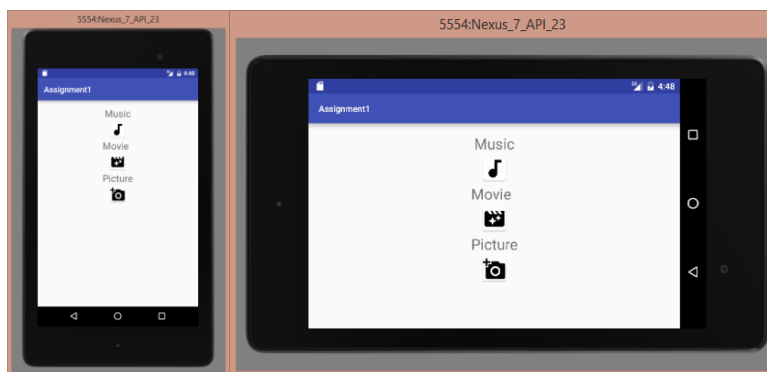 5554:Nexus_7_API_23
4:48
Assignment1
Music
Movie
Picture
5554:Nexus_7_API_23
4:48
Assignment1
Music
Movie
Picture